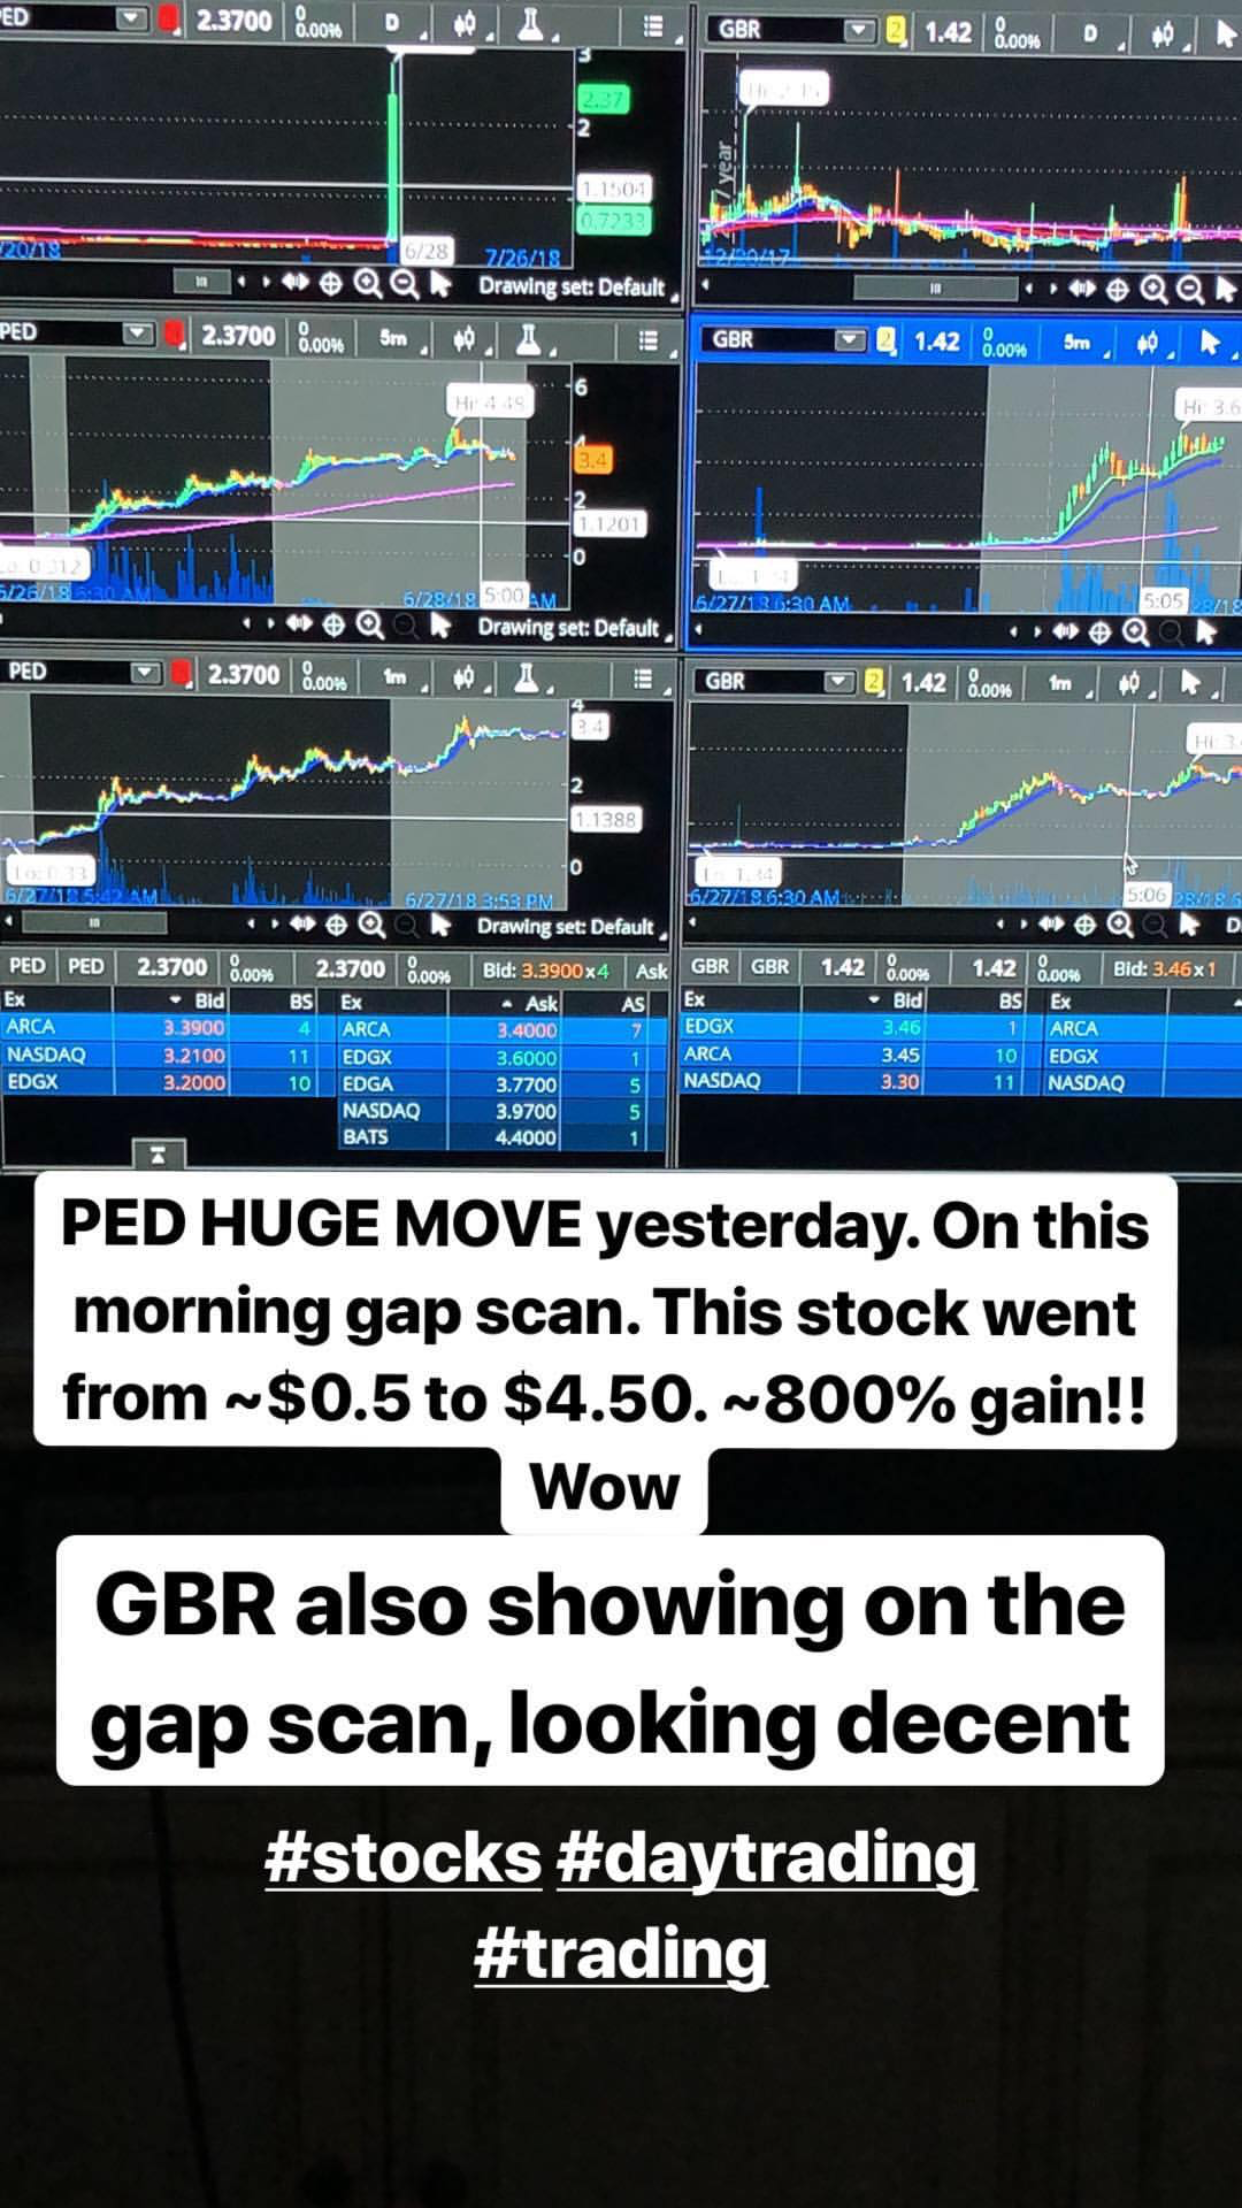 ED 2.3700 0 0.00% D
GBR 2 1.42 0 0.00% D
3
2.37
2
1.1504
0.7233
20/18 6/28 7/26/18
Hi: 2.15
year
12/20/17
Drawing set: Default
PED 2.3700 0 0.00% 5m
GBR 2 1.42 0 0.00% 5m
6
Hi: 4.48
4
3.4
2
1.1201
0
Lo: 0.312
6/26/18 6:30 AM 6/28/18 5:00 AM
Hi: 3.6
6/27/18 6:30 AM 5:05 28/18
Drawing set: Default
PED 2.3700 0 0.00% 1m
GBR 2 1.42 0 0.00% 1m
4
3.4
2
1.1388
0
Lo: 0.33
6/27/18 5:42 AM 6/27/18 3:53 PM
Lo: 1.34
6/27/18 6:30 AM 5:06 28/18
Drawing set: Default D
PED PED 2.3700 0 0.00% 2.3700 0 0.00% Bid: 3.3900 x 4 Ask
GBR GBR 1.42 0 0.00% 1.42 0 0.00% Bid: 3.46 x 1
Ex Bid BS Ex Ask AS
ARCA 3.3900 4 ARCA 3.4000 7
NASDAQ 3.2100 11 EDGX 3.6000 1
EDGX 3.2000 10 EDGA 3.7700 5
NASDAQ 3.9700 5
BATS 4.4000 1
Ex Bid BS Ex
EDGX 3.46 1 ARCA
ARCA 3.45 10 EDGX
NASDAQ 3.30 11 NASDAQ
PED HUGE MOVE yesterday. On this
morning gap scan. This stock went
from ~$0.5 to $4.50. ~800% gain!!
Wow
GBR also showing on the
gap scan, looking decent
#stocks #daytrading
#trading